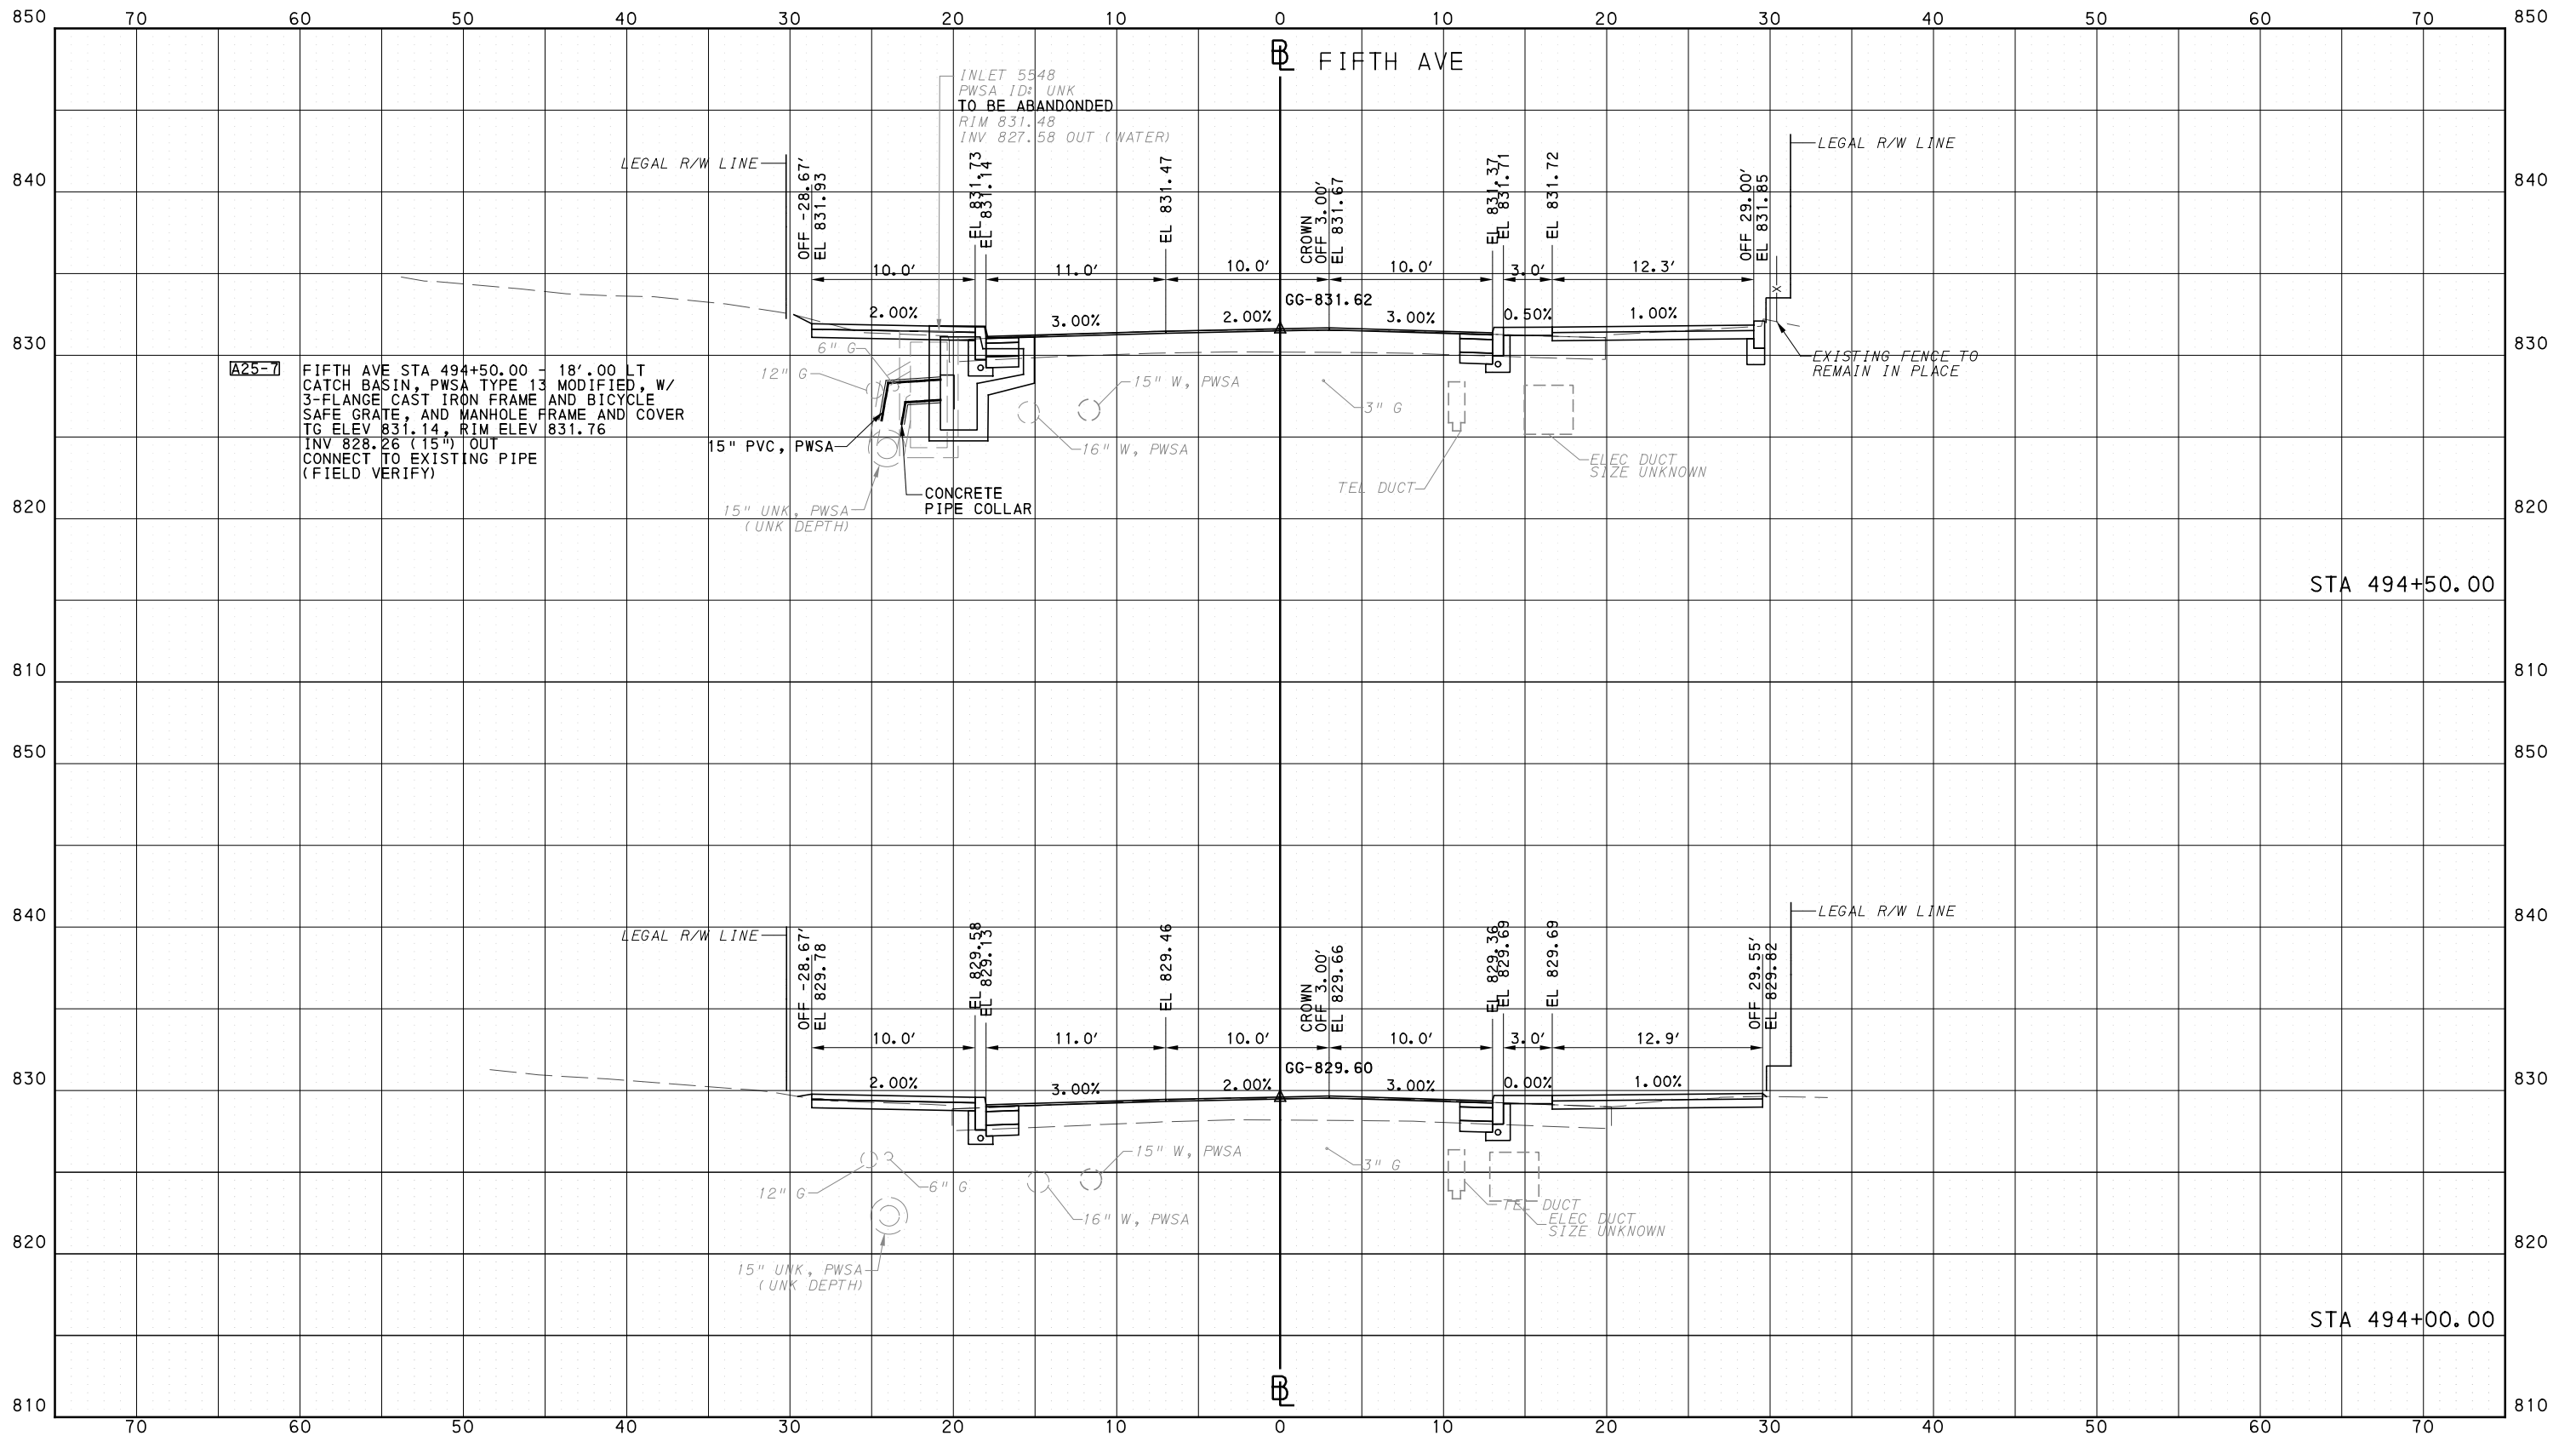 850 70 60 50 40 30 20 10 0 10 20 30 40 50 60 70 850
BL FIFTH AVE
INLET 5548
PWSA ID: UNK
TO BE ABANDONDED
RIM 831.48
INV 827.58 OUT (WATER)
LEGAL R/W LINE
LEGAL R/W LINE
840
840
OFF -28.67'
EL 831.93
EL 831.73
EL 831.14
EL 831.47
CROWN
OFF 3.00'
EL 831.67
EL 831.37
EL 831.71
EL 831.72
OFF 29.00'
EL 831.85
10.0' 11.0' 10.0' 10.0' 3.0' 12.3'
GG-831.62
2.00% 3.00% 2.00% 3.00% 0.50% 1.00%
X
830
830
6" G
12" G
EXISTING FENCE TO
REMAIN IN PLACE
A25-7
FIFTH AVE STA 494+50.00 - 18'.00 LT
CATCH BASIN, PWSA TYPE 13 MODIFIED, W/
3-FLANGE CAST IRON FRAME AND BICYCLE
SAFE GRATE, AND MANHOLE FRAME AND COVER
TG ELEV 831.14, RIM ELEV 831.76
INV 828.26 (15") OUT
CONNECT TO EXISTING PIPE
(FIELD VERIFY)
15" W, PWSA
3" G
15" PVC, PWSA
16" W, PWSA
ELEC DUCT
SIZE UNKNOWN
TEL DUCT
CONCRETE
PIPE COLLAR
15" UNK, PWSA
(UNK DEPTH)
820
820
STA 494+50.00
810
810
850
850
840
840
LEGAL R/W LINE
LEGAL R/W LINE
OFF -28.67'
EL 829.78
EL 829.58
EL 829.13
EL 829.46
CROWN
OFF 3.00'
EL 829.66
EL 829.36
EL 829.69
EL 829.69
OFF 29.55'
EL 829.82
10.0' 11.0' 10.0' 10.0' 3.0' 12.9'
GG-829.60
830
830
2.00% 3.00% 2.00% 3.00% 0.00% 1.00%
15" W, PWSA
3" G
12" G
6" G
TEL DUCT
16" W, PWSA
ELEC DUCT
SIZE UNKNOWN
820
820
15" UNK, PWSA
(UNK DEPTH)
STA 494+00.00
BL
810
810
70 60 50 40 30 20 10 0 10 20 30 40 50 60 70